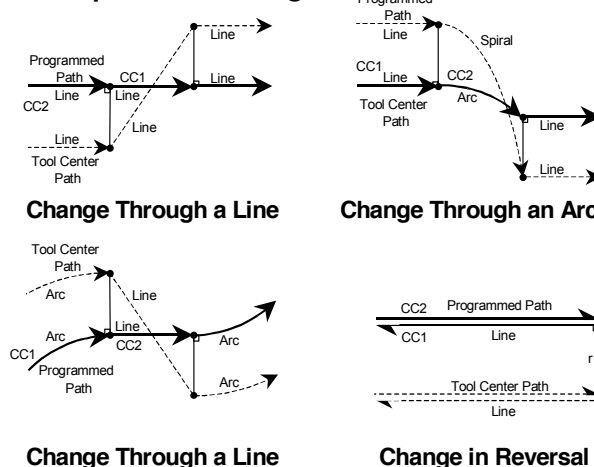 Path
Line
Spiral
Line
Line
Programmed
Path
CC1
Line
Line
Line
CC2
Line
Line
Tool Center
Path
CC1
Line
CC2
Arc
Tool Center
Path
Line
Line
Change Through a Line
Change Through an Arc
Tool Center
Path
Arc
Line
Arc
Line
CC2
Arc
CC1
Programmed
Path
Arc
CC2 Programmed Path
CC1 Line
r
Tool Center Path
Line
Change Through a Line
Change in Reversal